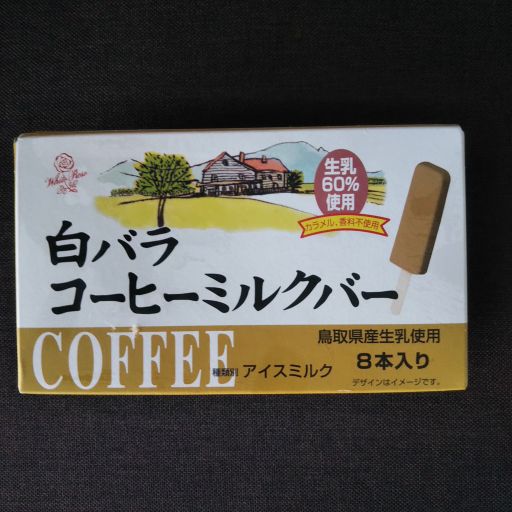 White Rose
生乳
60%
使用
カラメル、香料不使用
白バラ
コーヒーミルクバー
COFFEE
種類別 アイスミルク
鳥取県産生乳使用
8本入り
デザインはイメージです。